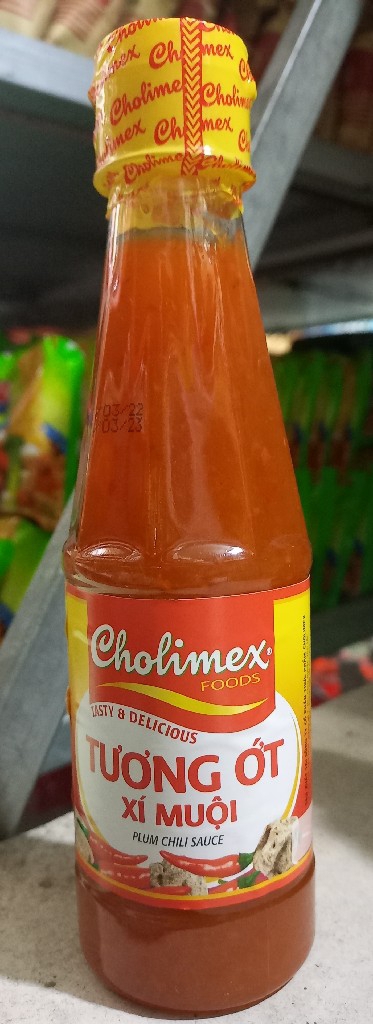 Cholimex
Cholimex
Cholimex
03/22
03/23
Cholimex®
FOODS
TASTY & DELICIOUS
TƯƠNG ỚT
XÍ MUỘI
PLUM CHILI SAUCE